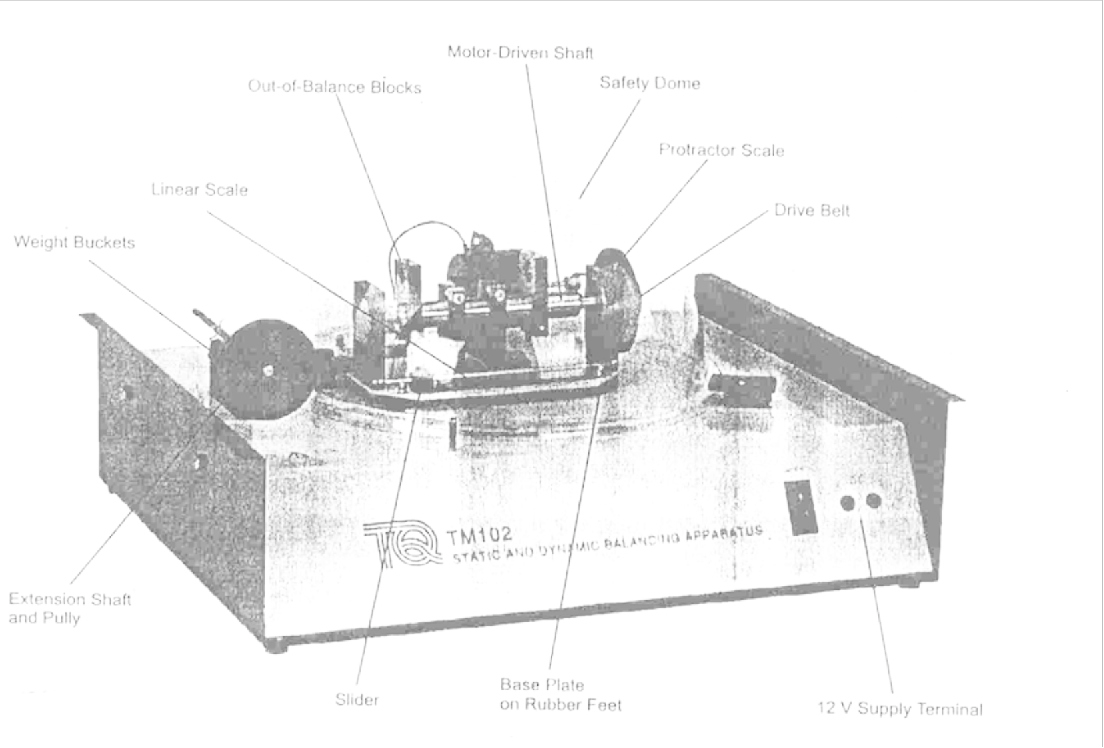 Motor-Driven Shaft
Out-of-Balance Blocks
Safety Dome
Protractor Scale
Linear Scale
Drive Belt
Weight Buckets
TQ TM102
STATIC AND DYNAMIC BALANCING APPARATUS
Extension Shaft
and Pully
Slider
Base Plate
on Rubber Feet
12 V Supply Terminal